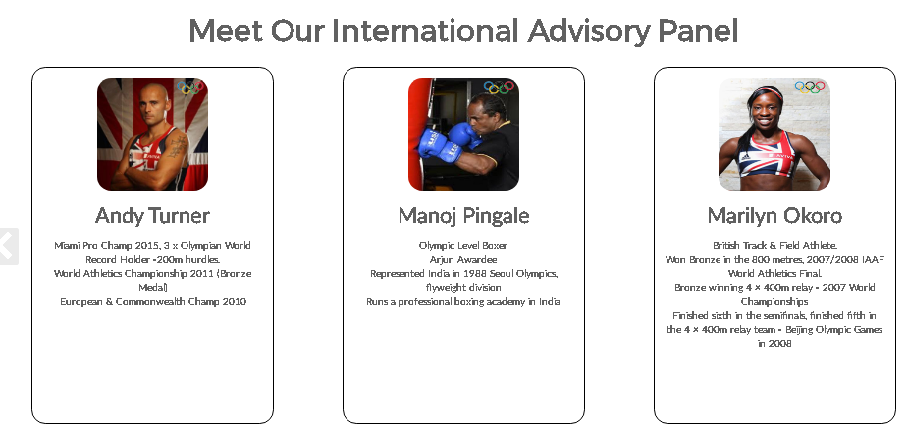 Meet Our International Advisory Panel
Andy Turner
Miami Pro Champ 2015, 3 x Olympian World
Record Holder -200m hurdles.
World Athletics Championship 2011 (Bronze
Medal)
European & Commonwealth Champ 2010
Manoj Pingale
Olympic Level Boxer
Arjur Awardee
Represented India in 1988 Seoul Olympics,
flyweight division
Runs a professional boxing academy in India
Marilyn Okoro
British Track & Field Athlete.
Won Bronze in the 800 metres, 2007/2008 IAAF
World Athletics Final.
Bronze winning 4 × 400m relay - 2007 World
Championships
Finished sixth in the semifinals, finished fifth in
the 4 × 400m relay team - Beijing Olympic Games
in 2008